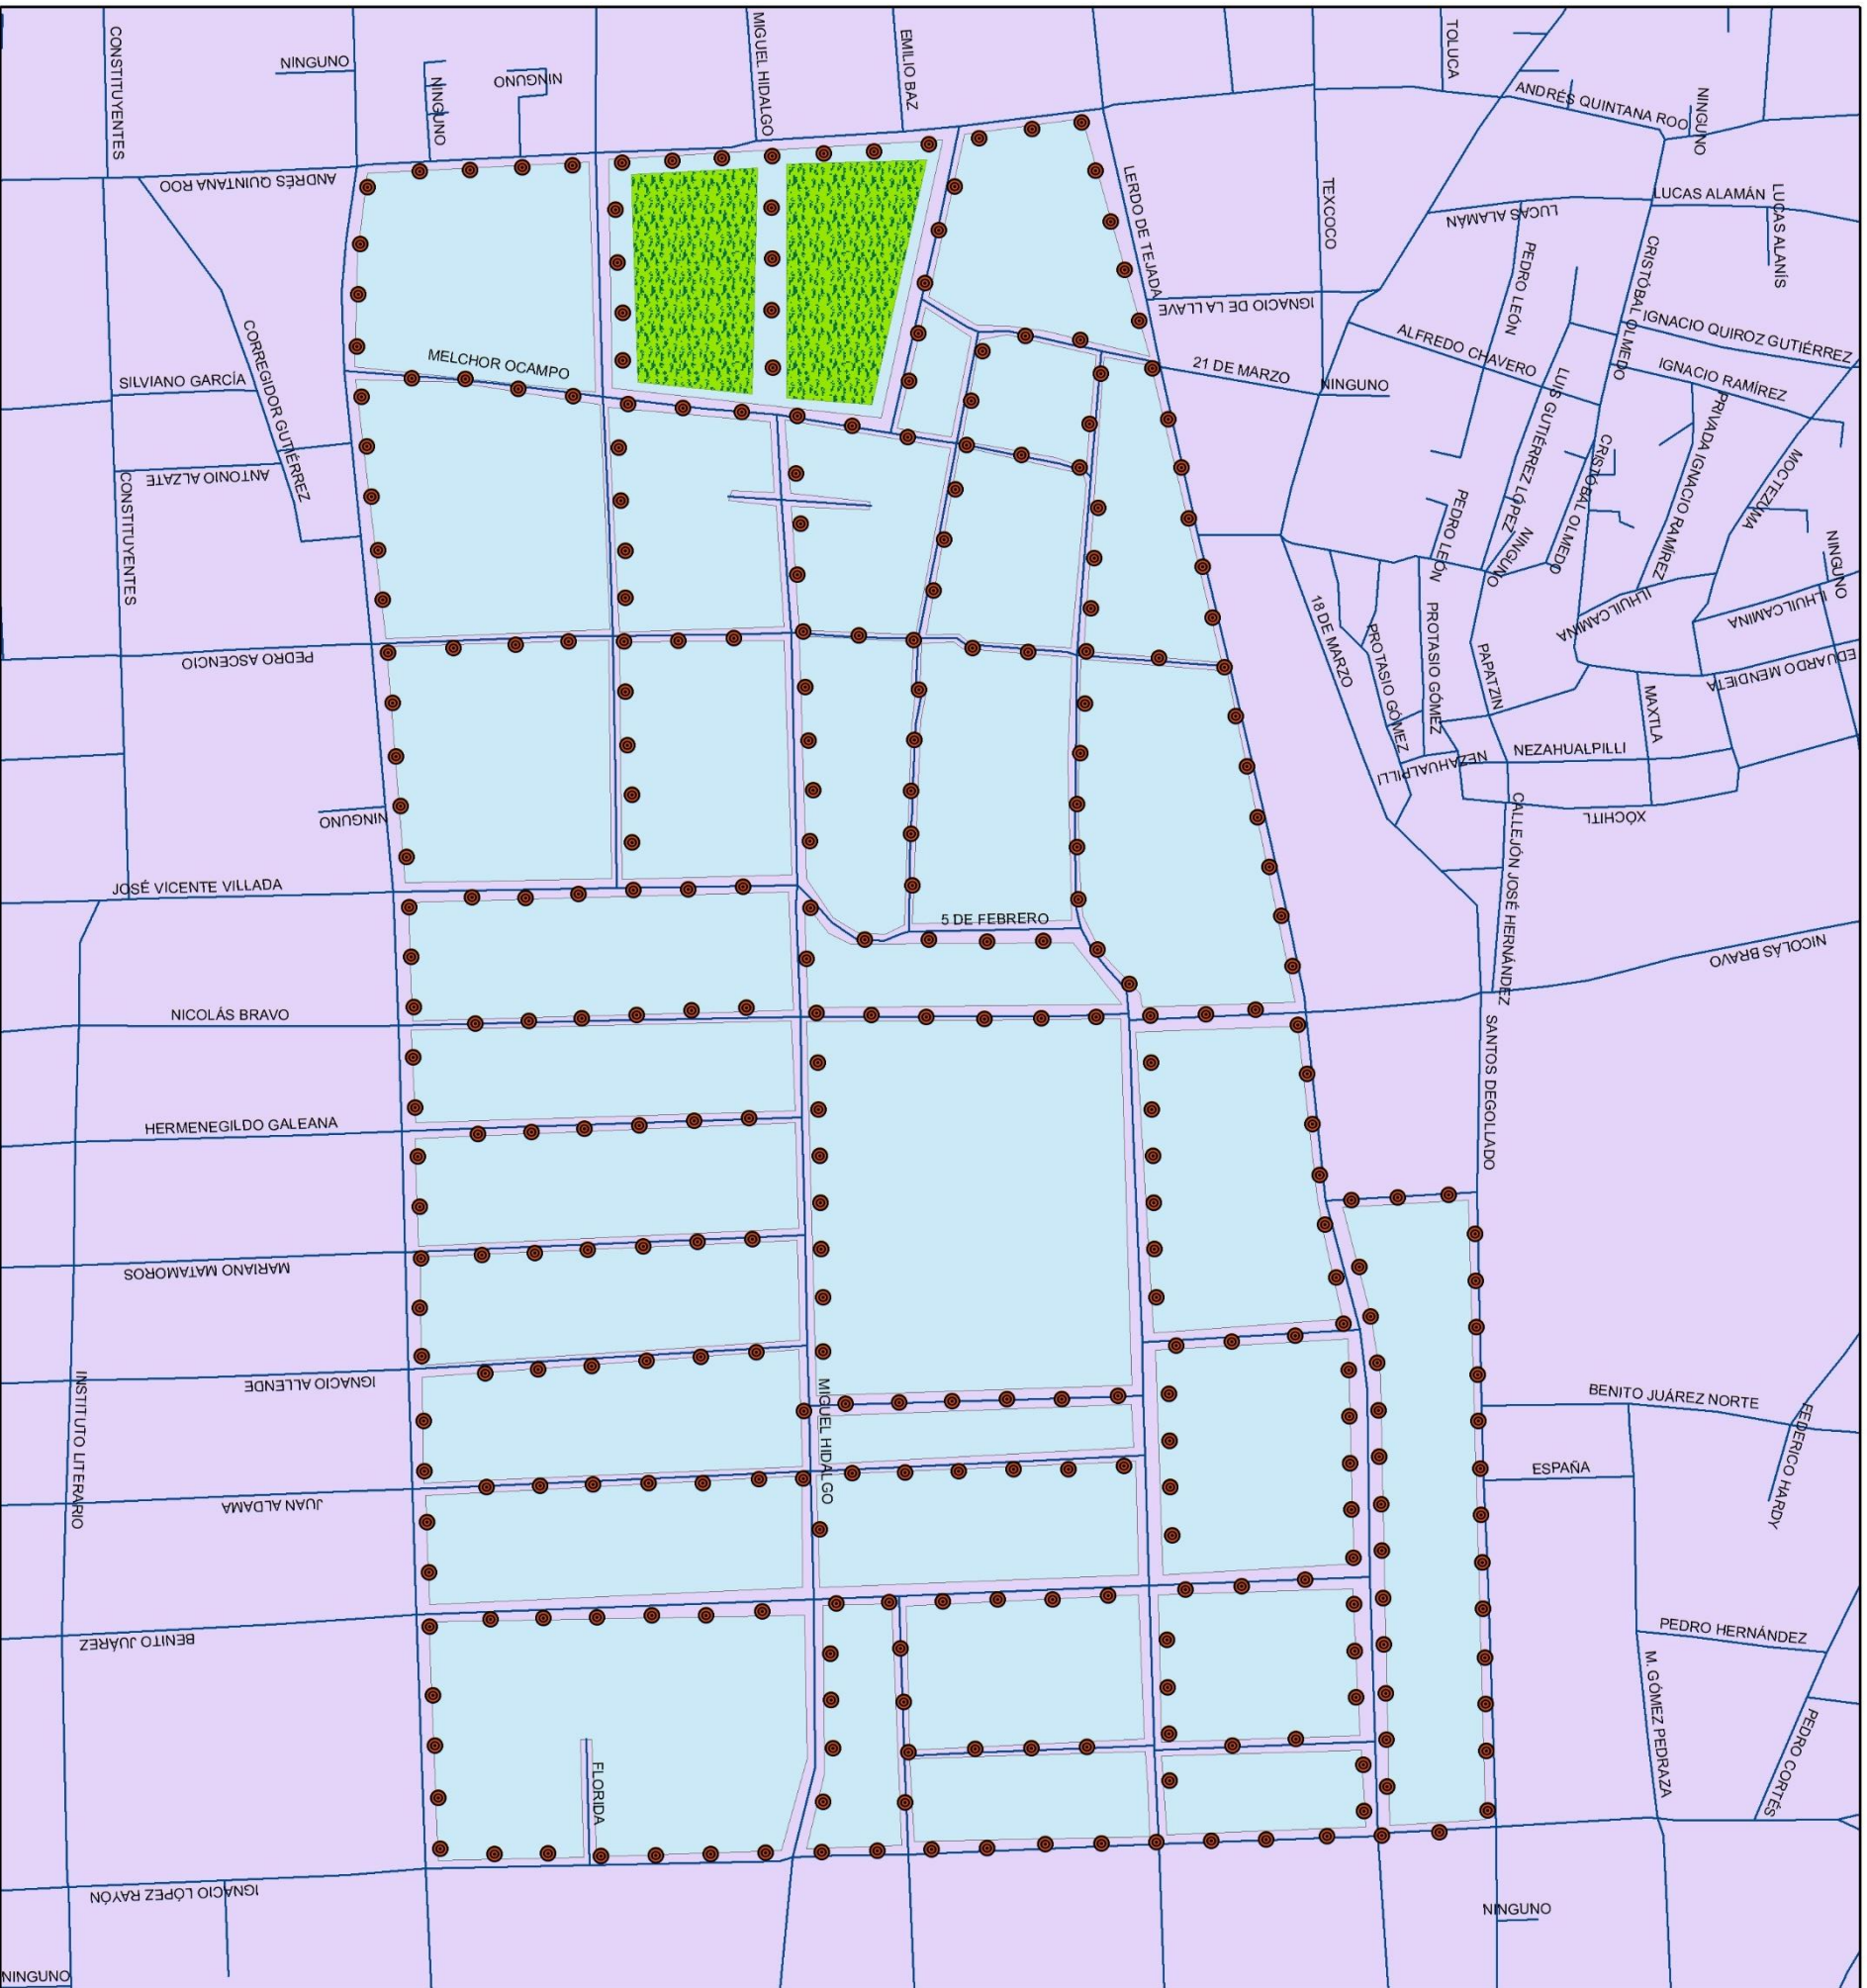 CONSTITUYENTES
NINGUNO
NINGUNO
NINGUNO
MIGUEL HIDALGO
EMILIO BAZ
TOLUCA
ANDRÉS QUINTANA ROO
NINGUNO
ANDRÉS QUINTANA ROO
LERDO DE TEJADA
TEXCOCO
LUCAS ALAMÁN
LUCAS ALAMÁN
LUCAS ALANÍS
PEDRO LEÓN
CRISTÓBAL OLMEDO
IGNACIO DE LA LLAVE
IGNACIO QUIROZ GUTIÉRREZ
ALFREDO CHAVERO
IGNACIO RAMÍREZ
CORREGIDOR GUTIÉRREZ
MELCHOR OCAMPO
21 DE MARZO
NINGUNO
SILVIANO GARCÍA
LUIS GUTIÉRREZ LÓPEZ
PRIVADA IGNACIO RAMÍREZ
CRISTÓBAL OLMEDO
MOCTEZUMA
ANTONIO ALZATE
CONSTITUYENTES
PEDRO LEÓN
NINGUNO
NINGUNO
18 DE MARZO
PROTASIO GÓMEZ
PROTASIO GÓMEZ
PAPATZIN
ILHUILCAMINA
ILHUILCAMINA
PEDRO ASCENCIO
EDUARDO MENDIETA
MAXTLA
NEZAHUALPILLI
NEZAHUALPILLI
NINGUNO
XÓCHITL
CALLEJÓN JOSÉ HERNÁNDEZ
JOSÉ VICENTE VILLADA
5 DE FEBRERO
NICOLÁS BRAVO
NICOLÁS BRAVO
SANTOS DEGOLLADO
HERMENEGILDO GALEANA
MARIANO MATAMOROS
IGNACIO ALLENDE
INSTITUTO LITERARIO
MIGUEL HIDALGO
BENITO JUÁREZ NORTE
FEDERICO HARDY
ESPAÑA
JUAN ALDAMA
BENITO JUÁREZ
PEDRO HERNÁNDEZ
M. GÓMEZ PEDRAZA
PEDRO CORTÉS
FLORIDA
IGNACIO LÓPEZ RAYÓN
NINGUNO
NINGUNO